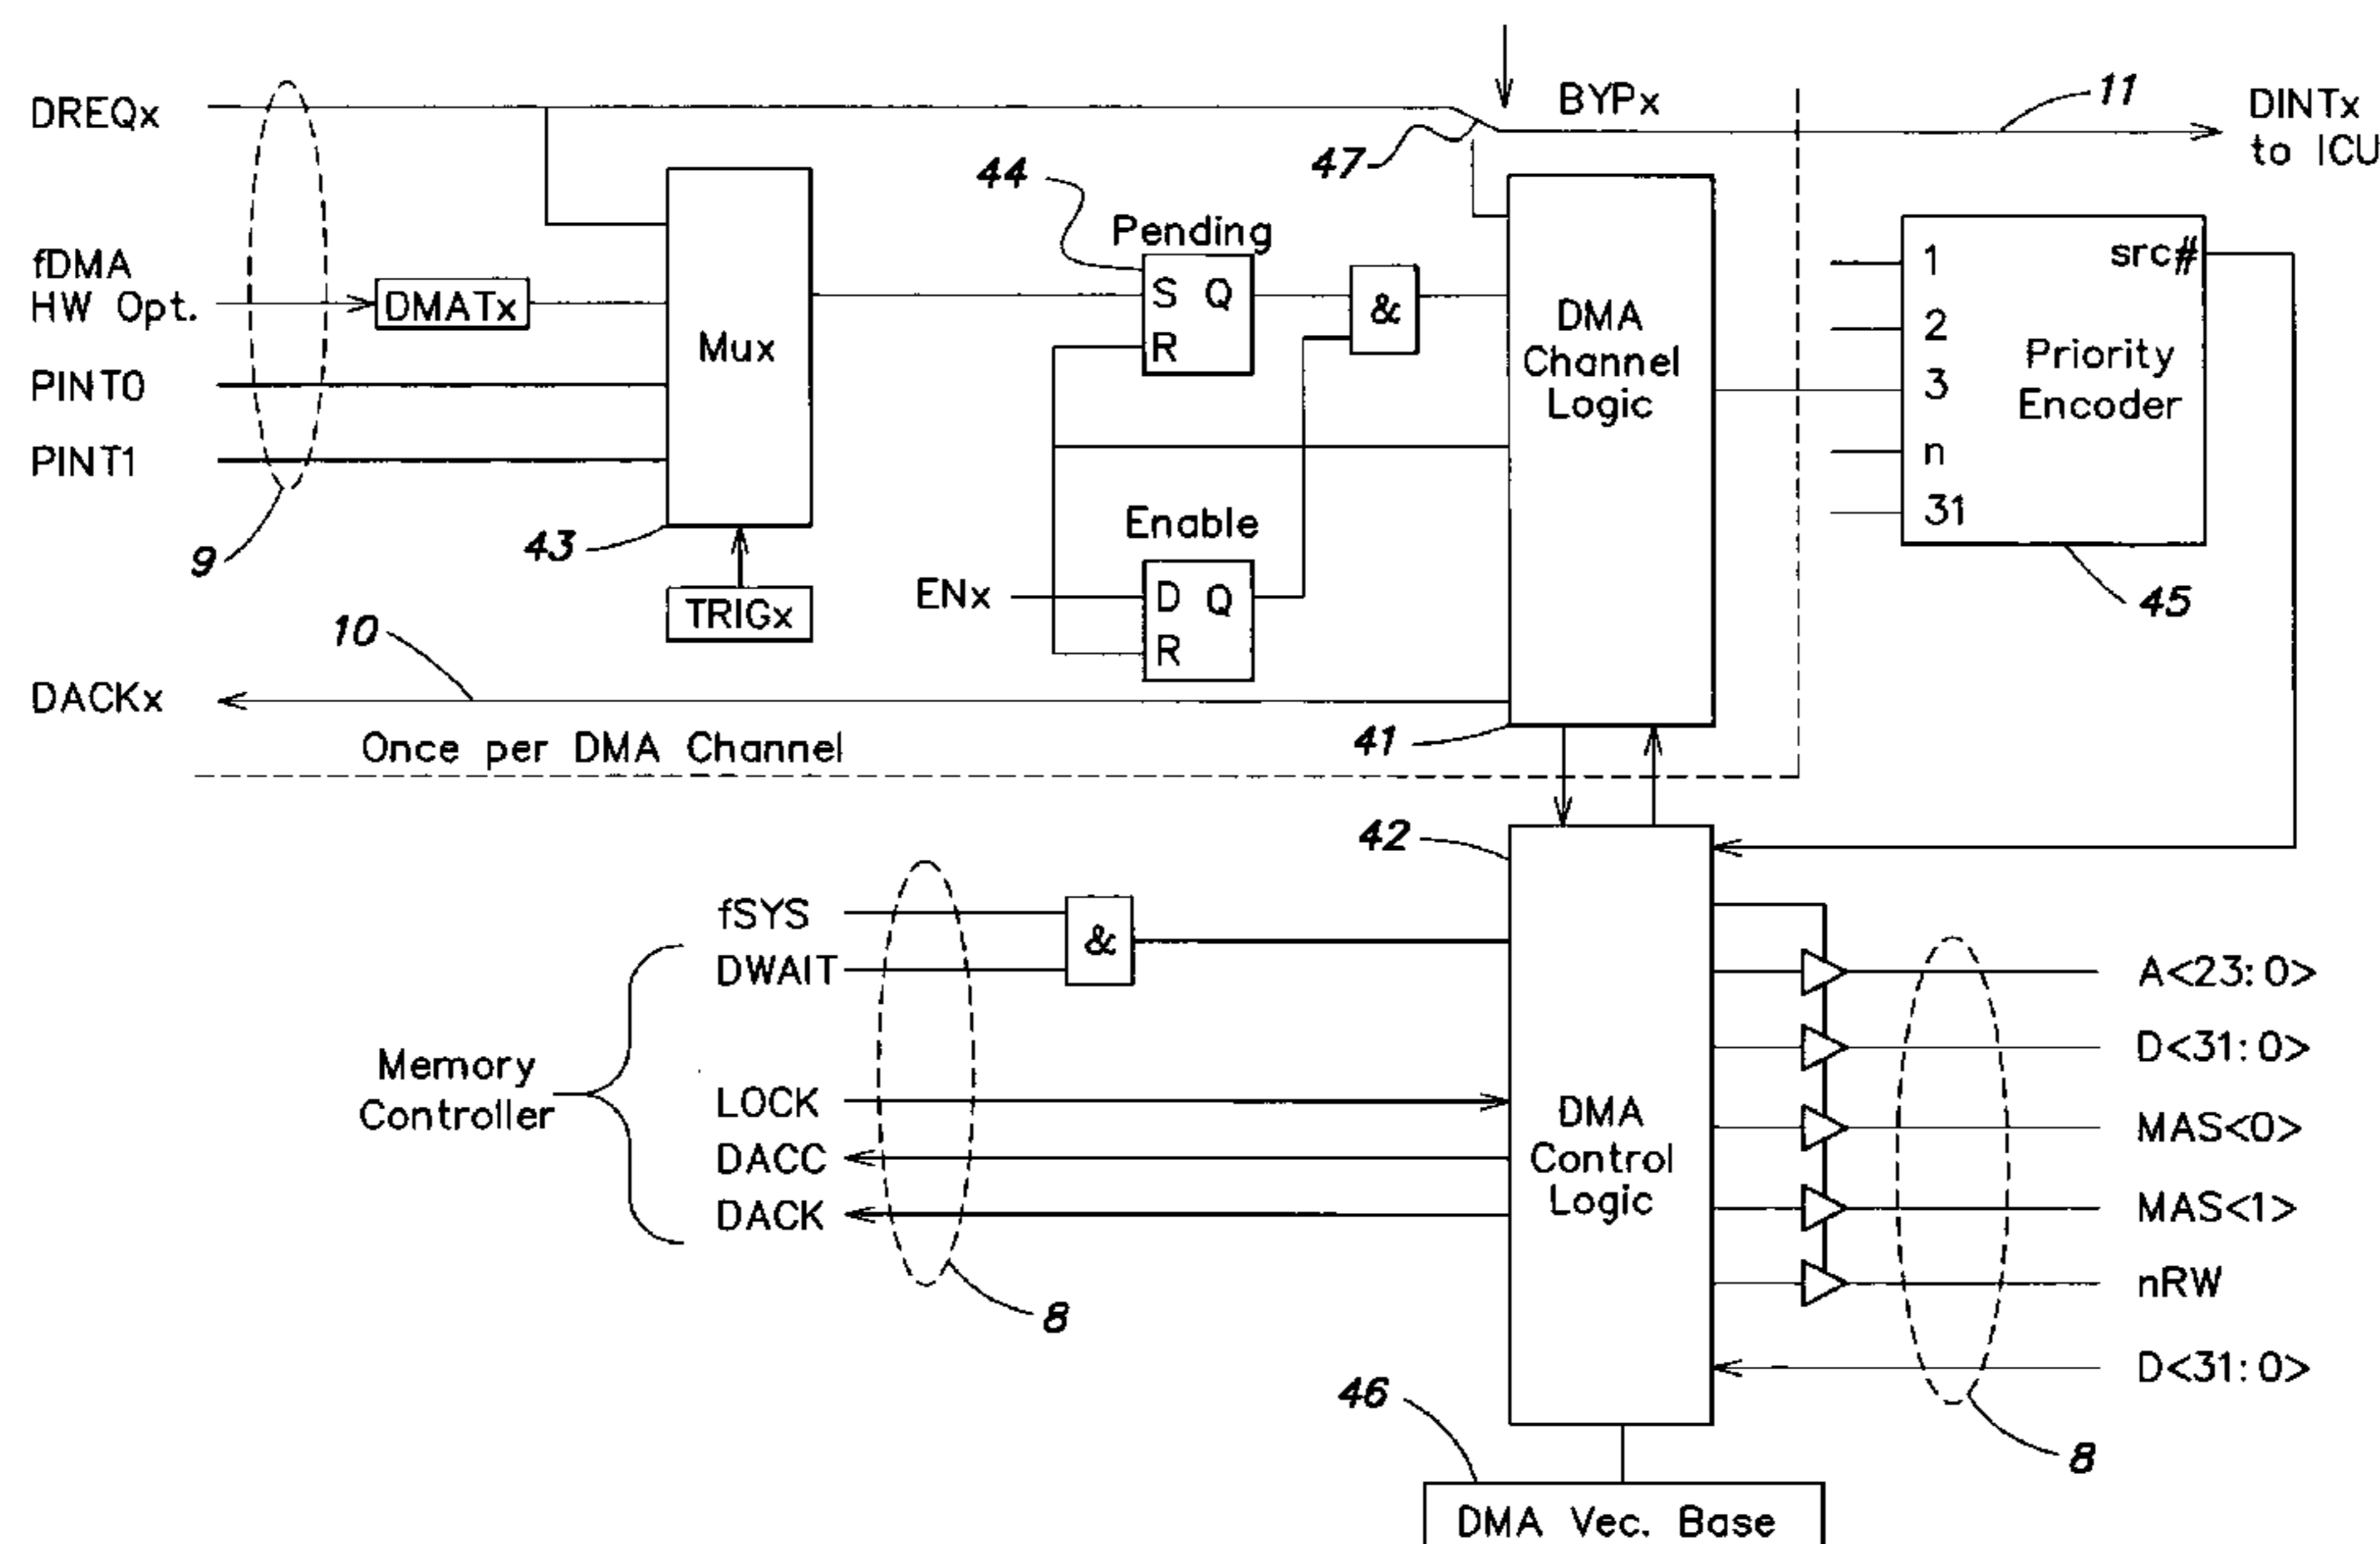 BYPx
11
DREQx
DINTx
to ICU
47
44
Pending
S Q
R
&
fDMA
HW Opt.
DMATx
PINT0
PINT1
9
Mux
43
TRIGx
Enable
ENx
D Q
R
DMA
Channel
Logic
41
1
2
3
n
31
src#
Priority
Encoder
45
10
DACKx
Once per DMA Channel
42
fSYS
DWAIT
&
Memory
Controller
LOCK
DACC
DACK
8
DMA
Control
Logic
A<23:0>
D<31:0>
MAS<0>
MAS<1>
nRW
D<31:0>
8
46
DMA Vec. Base